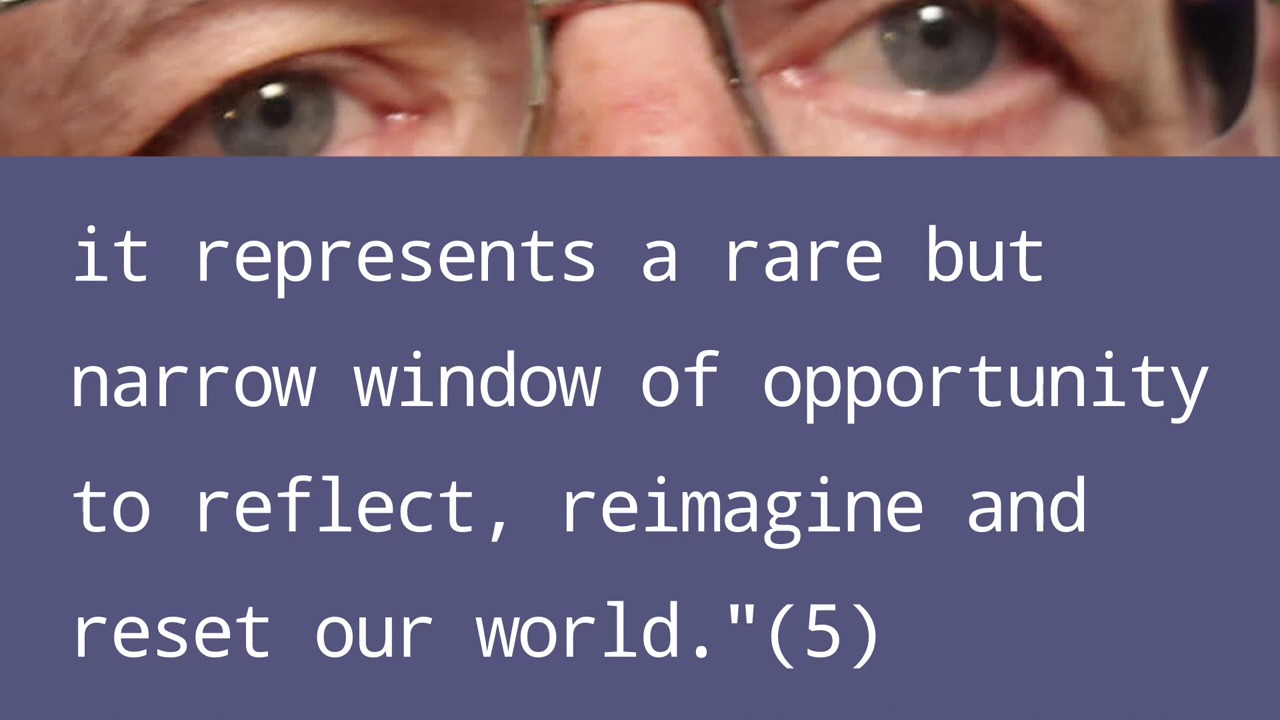 it represents a rare but
narrow window of opportunity
to reflect, reimagine and
reset our world."(5)